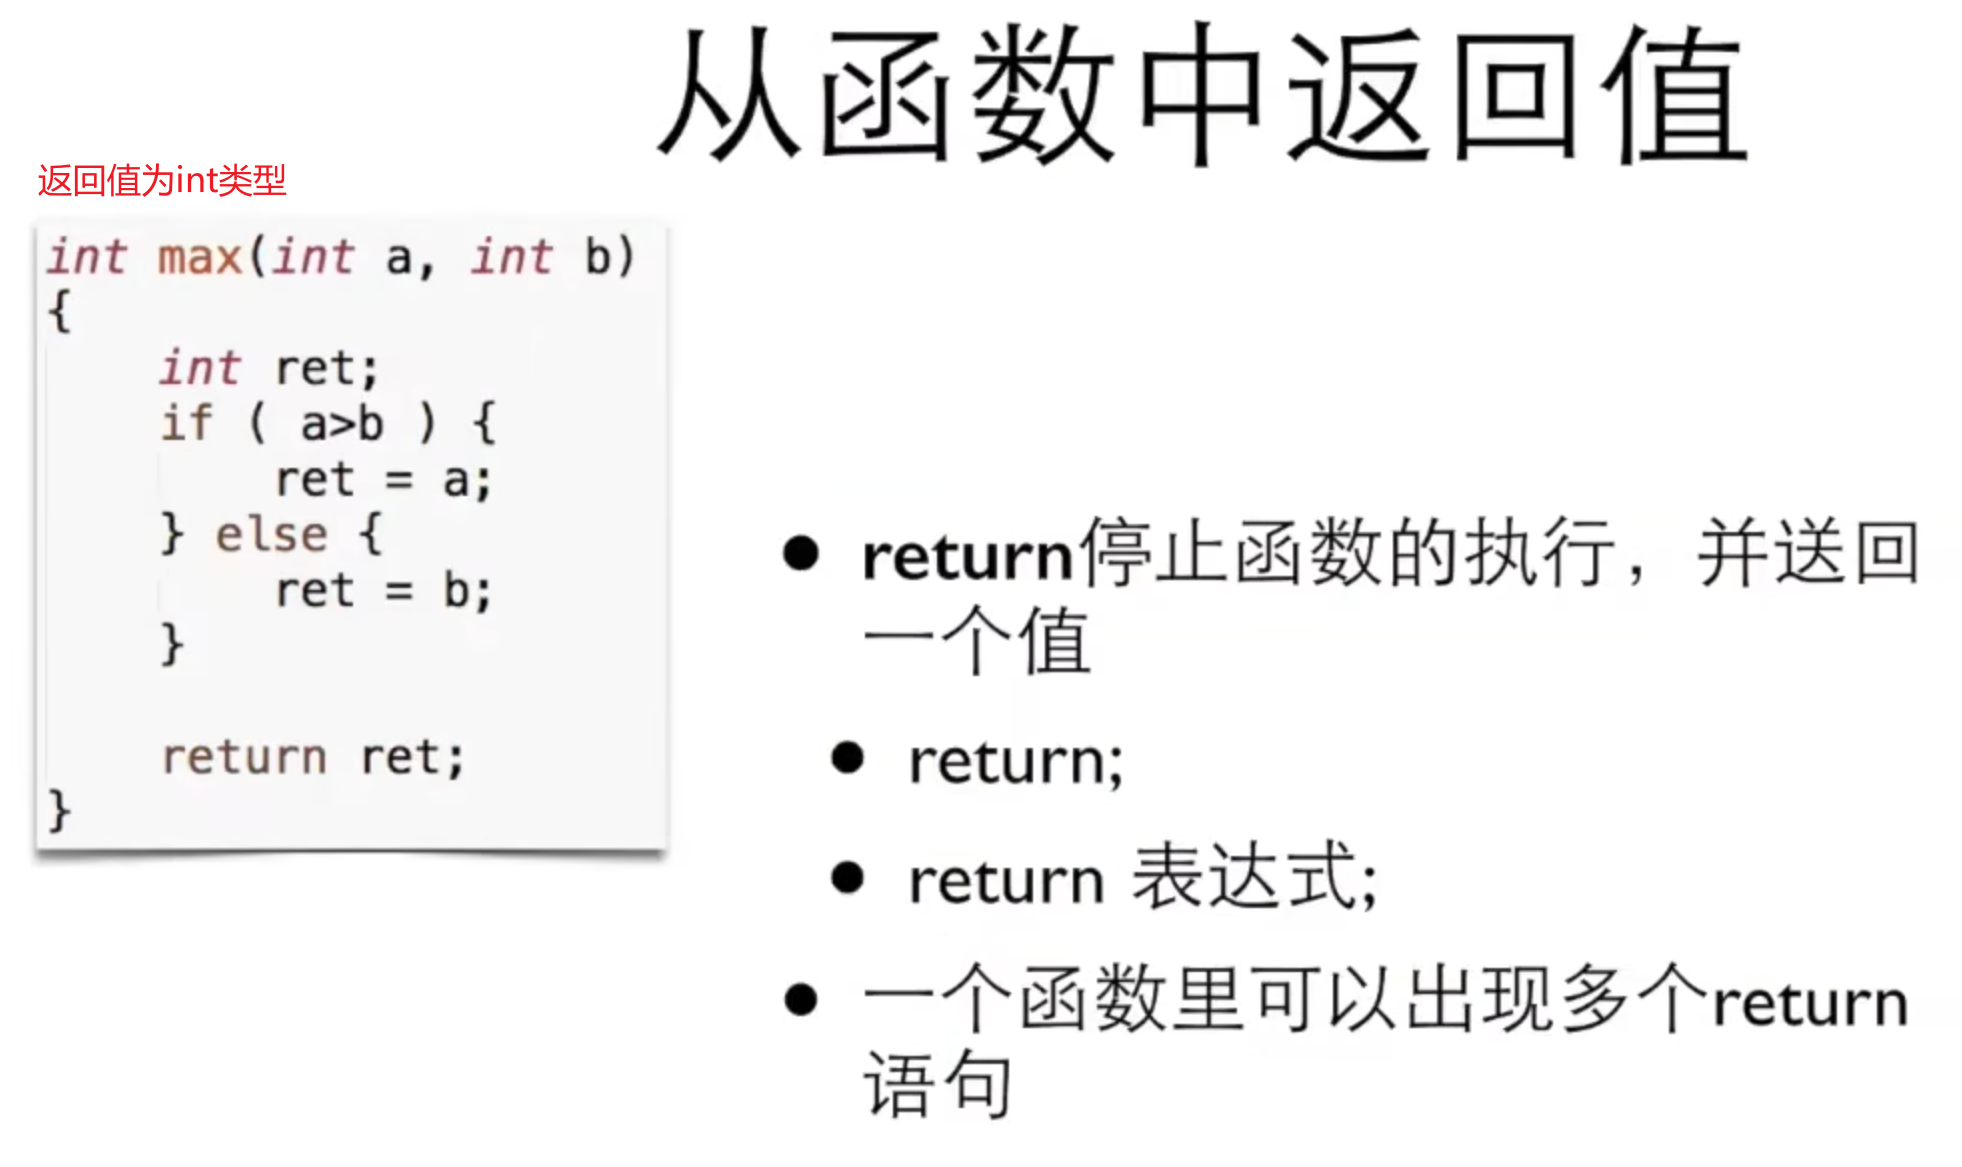 从函数中返回值
返回值为int类型
int max(int a, int b)
{
    int ret;
    if ( a>b ) {
        ret = a;
    } else {
        ret = b;
    }

    return ret;
}
● return停止函数的执行，并送回
一个值
● return;
● return 表达式;
● 一个函数里可以出现多个return
语句